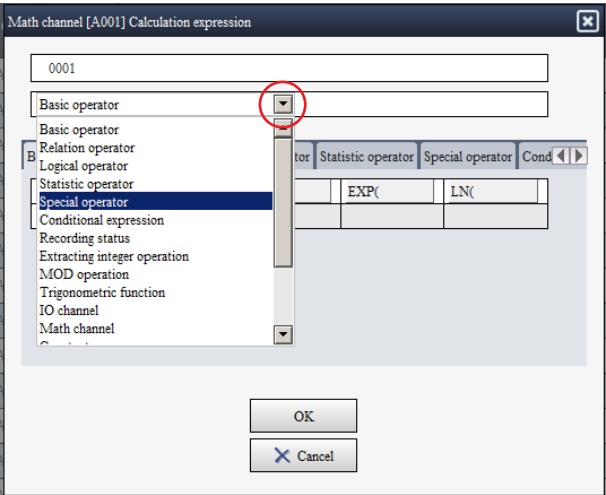 Math channel [A001] Calculation expression
0001
Basic operator
Basic operator
Relation operator
Logical operator
Statistic operator
Special operator
Conditional expression
Recording status
Extracting integer operation
MOD operation
Trigonometric function
IO channel
Math channel
B
tor Statistic operator Special operator Cond
EXP( LN(
OK
Cancel